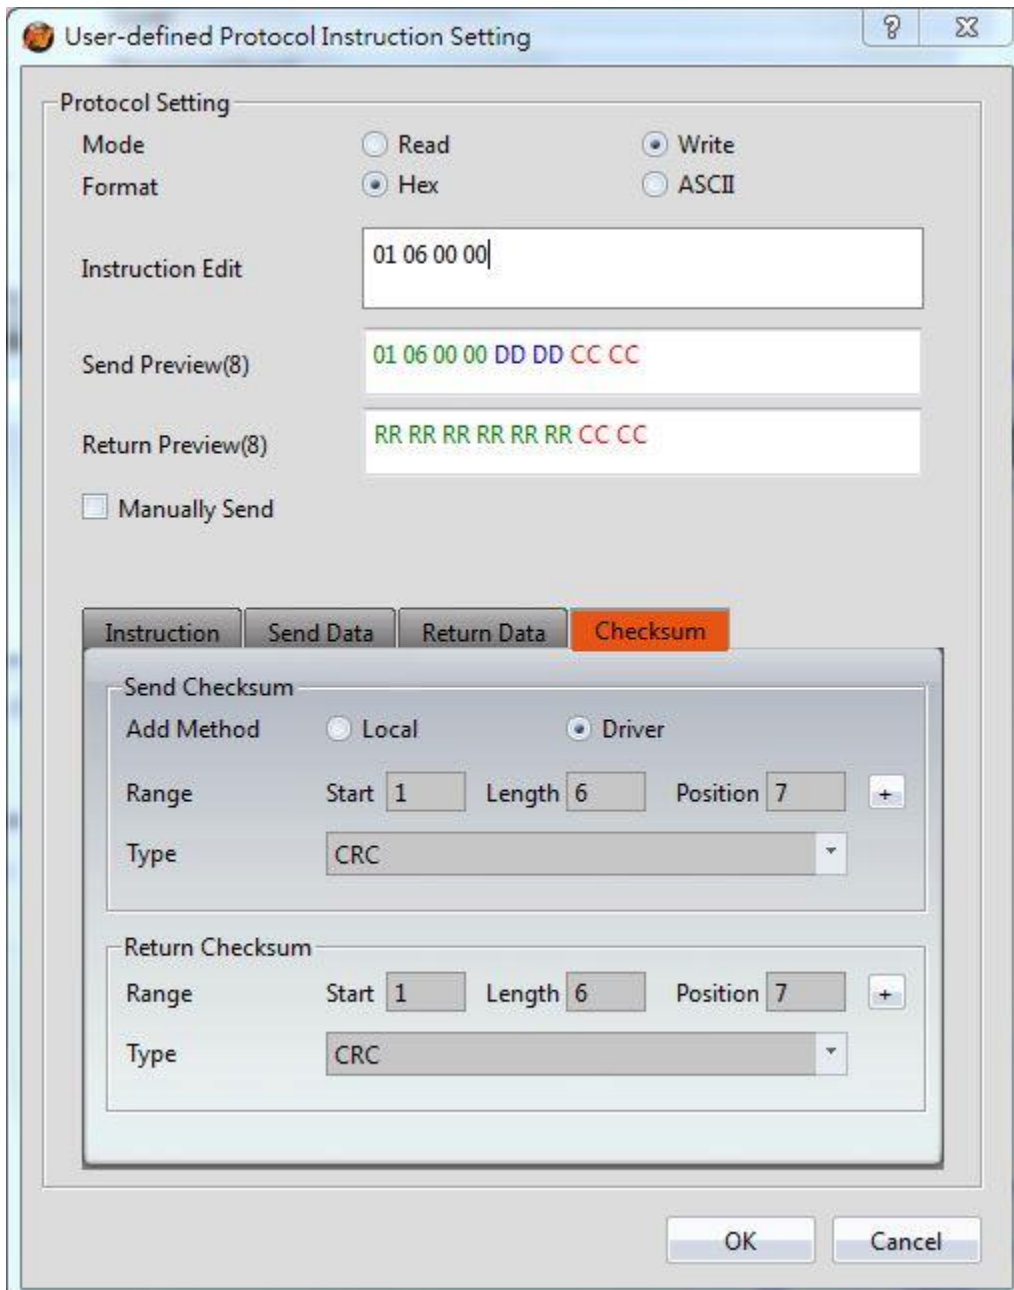 User-defined Protocol Instruction Setting
Protocol Setting
Mode Read Write
Format Hex ASCII
Instruction Edit 01 06 00 00
Send Preview(8) 01 06 00 00 DD DD CC CC
Return Preview(8) RR RR RR RR RR RR CC CC
Manually Send
Instruction Send Data Return Data Checksum
Send Checksum
Add Method Local Driver
Range Start 1 Length 6 Position 7 +
Type CRC
Return Checksum
Range Start 1 Length 6 Position 7 +
Type CRC
OK Cancel